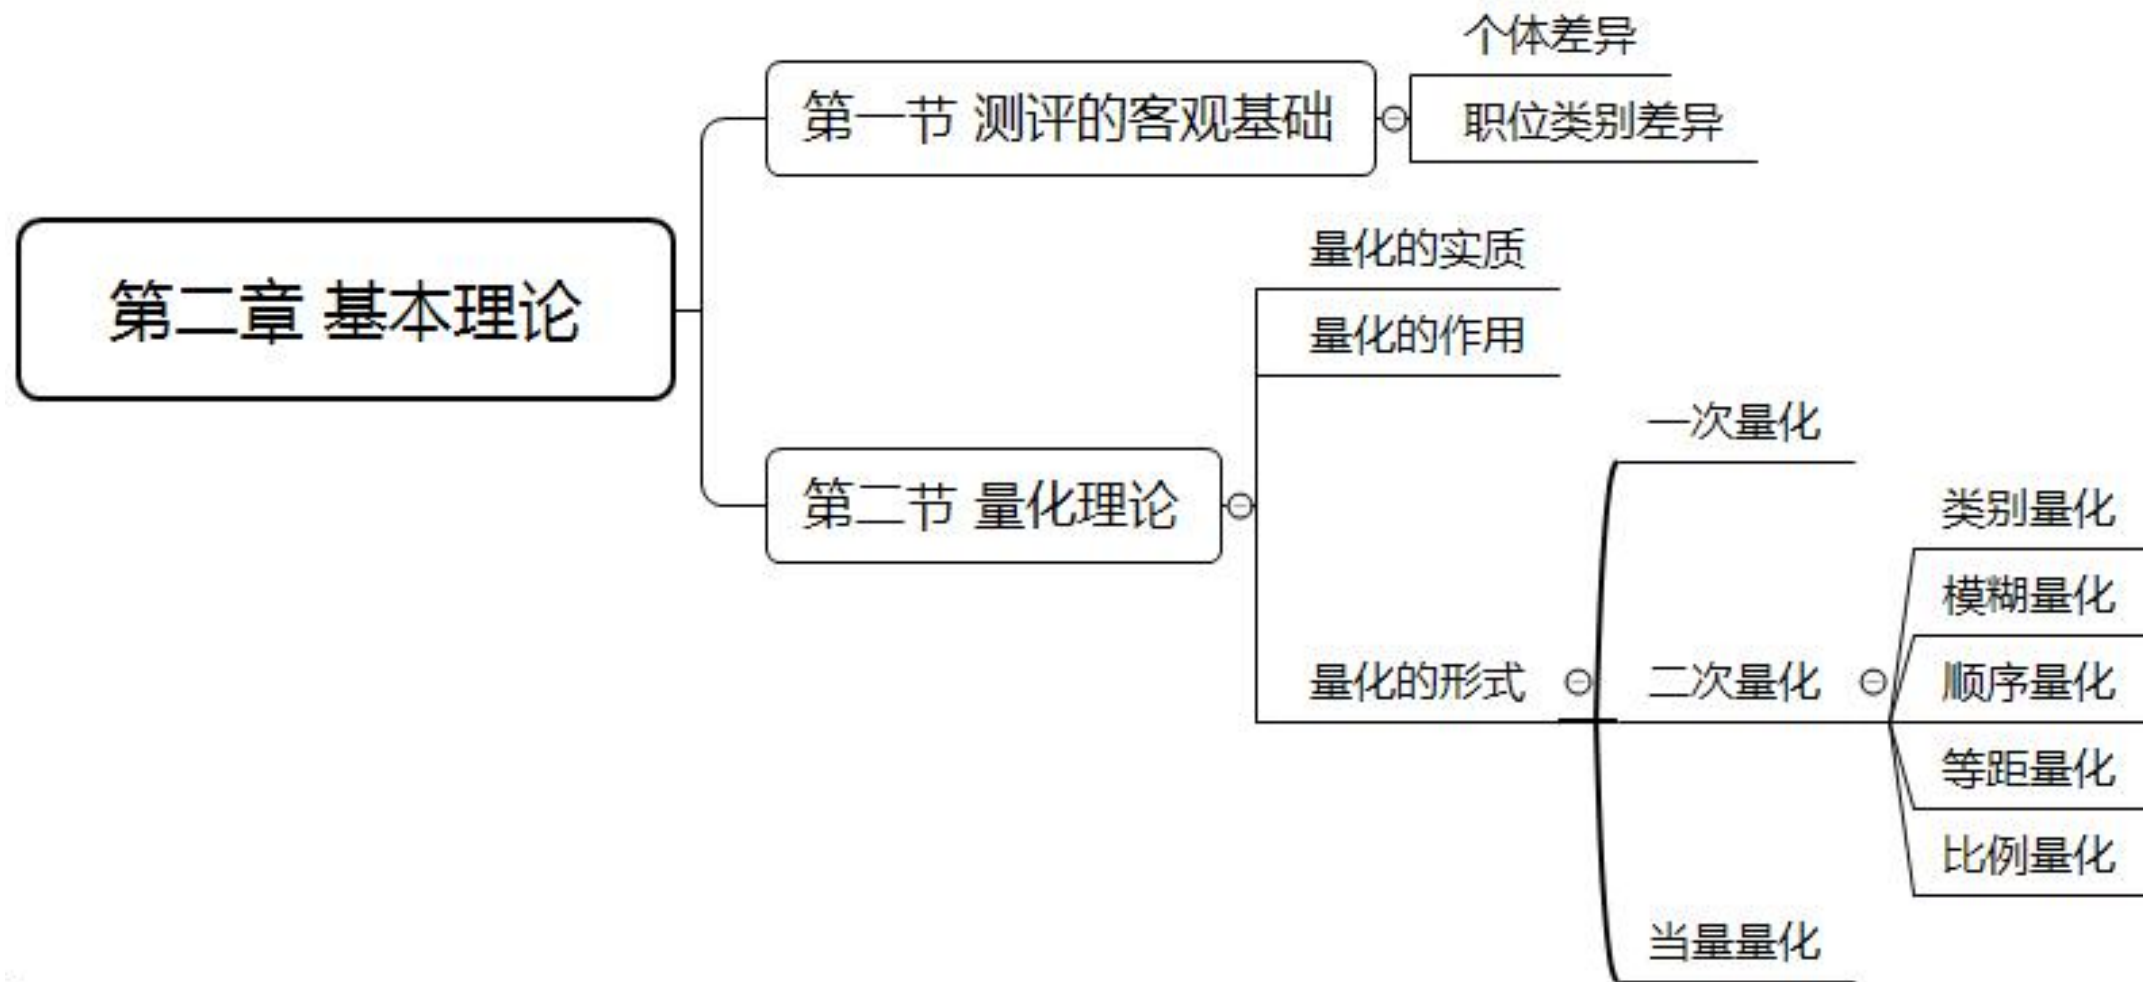 第二章 基本理论
第一节 测评的客观基础
个体差异
职位类别差异
第二节 量化理论
量化的实质
量化的作用
量化的形式
一次量化
二次量化
类别量化
模糊量化
顺序量化
等距量化
比例量化
当量量化